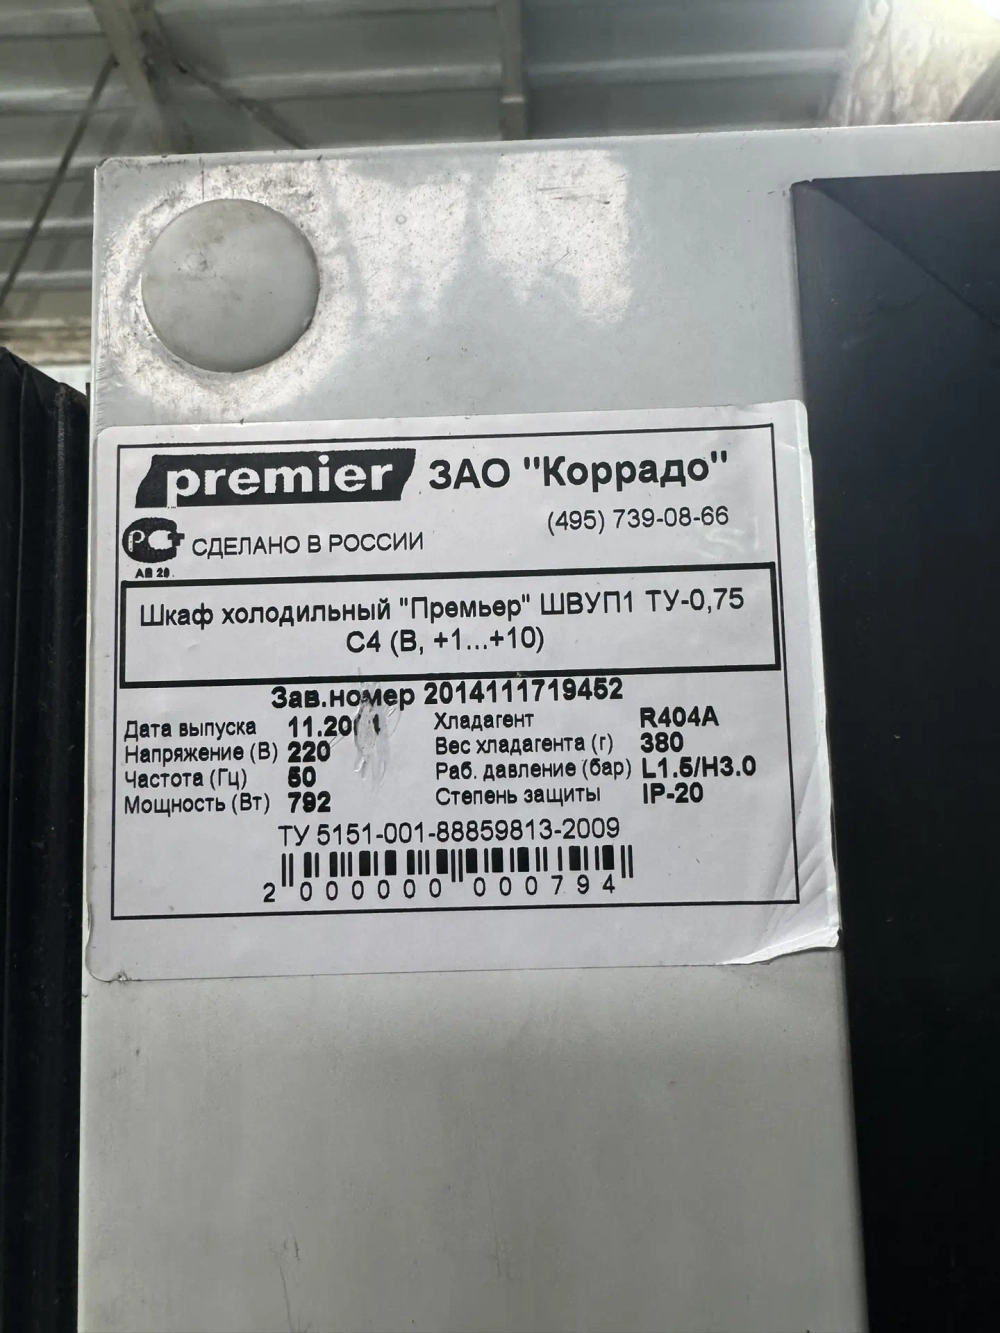 premier ЗАО "Коррадо"
(495) 739-08-66
РСТ СДЕЛАНО В РОССИИ
АВ 28
Шкаф холодильный "Премьер" ШВУП1 ТУ-0,75
С4 (В, +1...+10)
Зав.номер 2014111719452
Дата выпуска
Хладагент R404A
Напряжение (В) 220 Вес хладагента (г) 380
Частота (Гц) 50 Раб. давление (бар) L1.5/H3.0
Мощность (Вт) 792 Степень защиты IP-20
ТУ 5151-001-88859813-2009
2 000000 000794